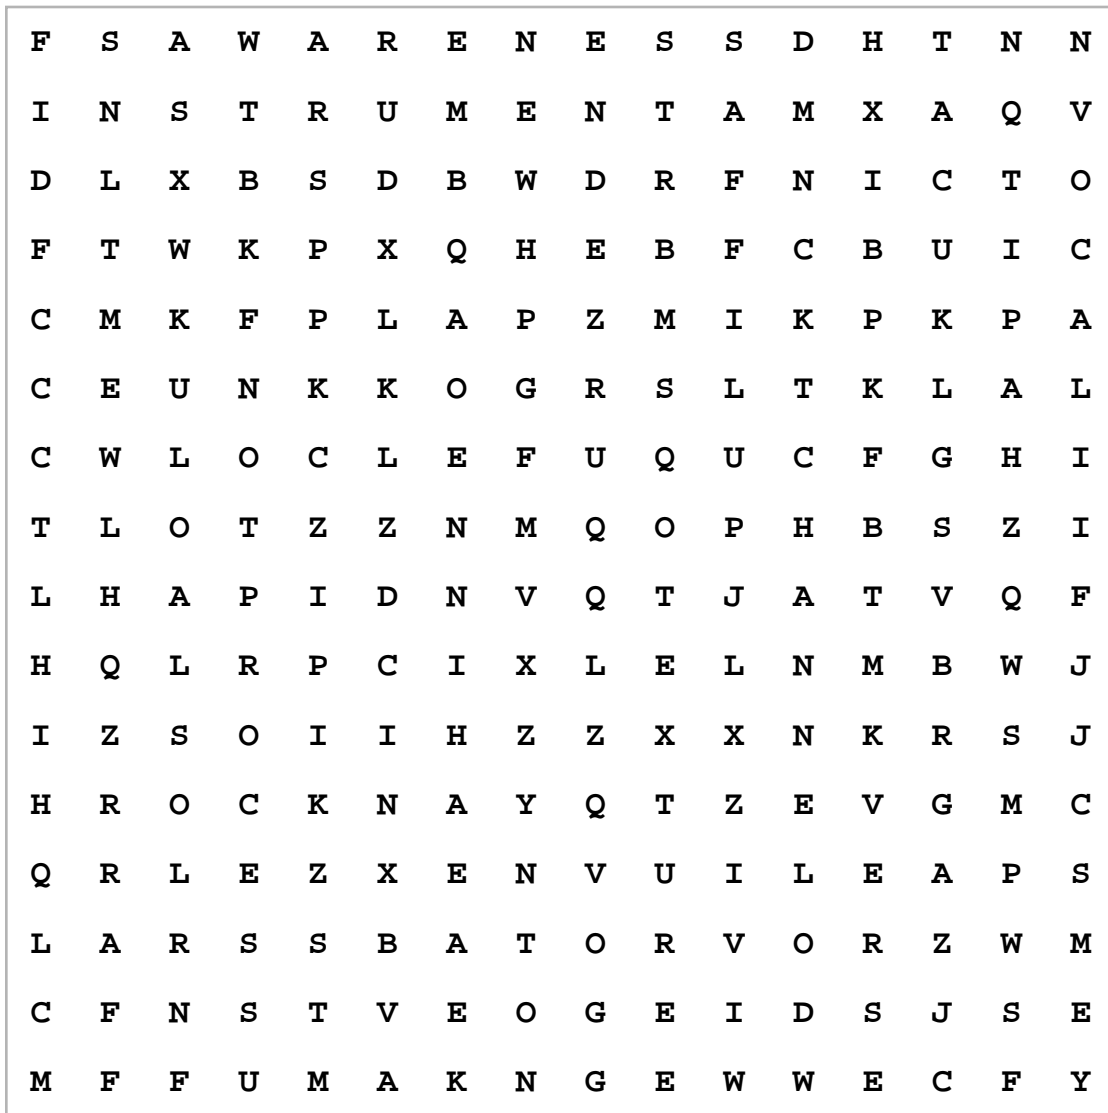 F S A W A R E N E S S D H T N N
I N S T R U M E N T A M X A Q V
D L X B S D B W D R F N I C T O
F T W K P X Q H E B F C B U I C
C M K F P L A P Z M I K P K P A
C E U N K K O G R S L T K L A L
C W L O C L E F U Q U C F G H I
T L O T Z Z N M Q O P H B S Z I
L H A P I D N V Q T J A T V Q F
H Q L R P C I X L E L N M B W J
I Z S O I I H Z Z X X N K R S J
H R O C K N A Y Q T Z E V G M C
Q R L E Z X E N V U I L E A P S
L A R S S B A T O R V O R Z W M
C F N S T V E O G E I D S J S E
M F F U M A K N G E W W E C F Y